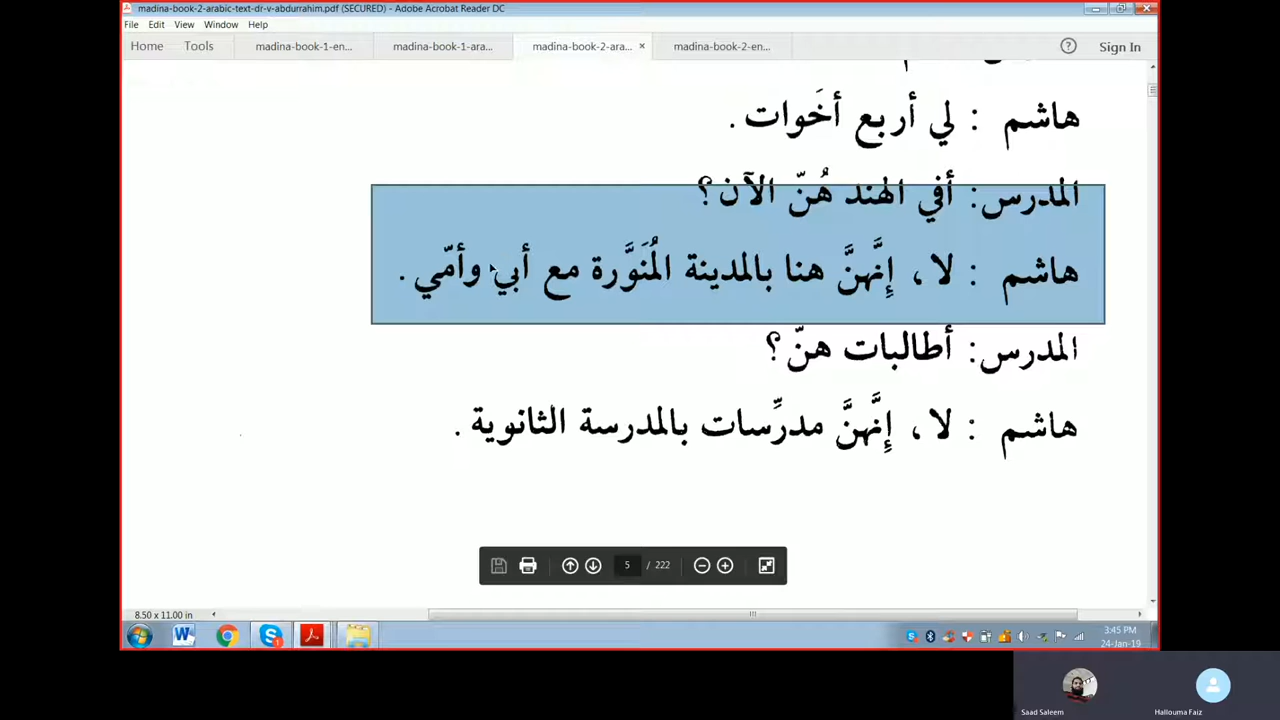 madina-book-2-arabic-text-dr-v-abdurrahim.pdf (SECURED) - Adobe Acrobat Reader DC
File Edit View Window Help
Home Tools madina-book-1-en... madina-book-1-ara... madina-book-2-ara... × madina-book-2-en... ? Sign In
هاشم : لي أربع أخَوات .
المدرس: أفي الهند هُنّ الآن؟
هاشم : لا، إِنَّهنَّ هنا بالمدينة المُنَوَّرة مع أبي وأمّي .
المدرس: أطالبات هنّ؟
هاشم : لا، إِنَّهنَّ مدرِّسات بالمدرسة الثانوية .
5 / 222
8.50 x 11.00 in
3:45 PM
24-Jan-19
Saad Saleem
Hallouma Faiz